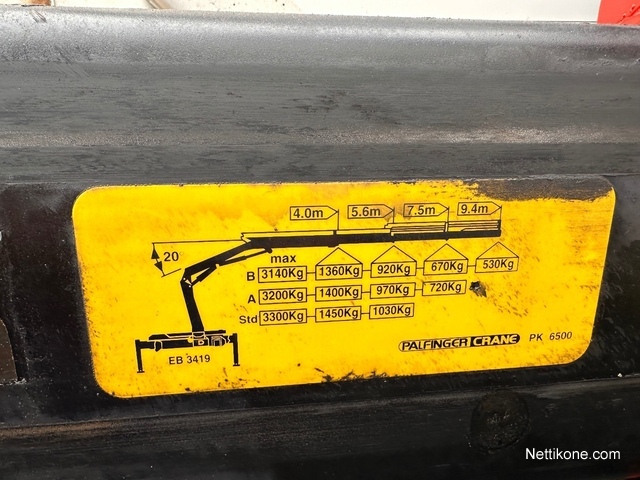 4.0m 5.6m 7.5m 9.4m
20
max
B 3140Kg 1360Kg 920Kg 670Kg 530Kg
A 3200Kg 1400Kg 970Kg 720Kg
Std 3300Kg 1450Kg 1030Kg
EB 3419
PALFINGER CRANE PK 6500
Nettikone.com